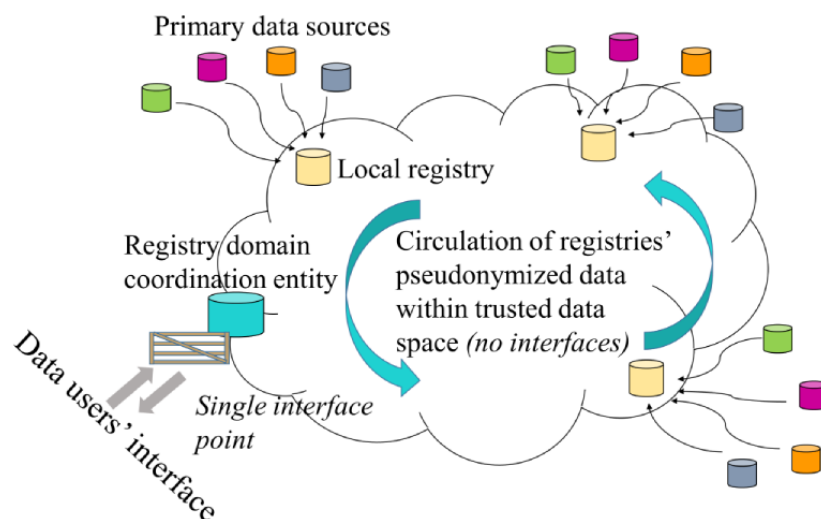 Primary data sources
Local registry
Registry domain
coordination entity
Circulation of registries’
pseudonymized data
within trusted data
space (no interfaces)
Data users’ interface
Single interface
point